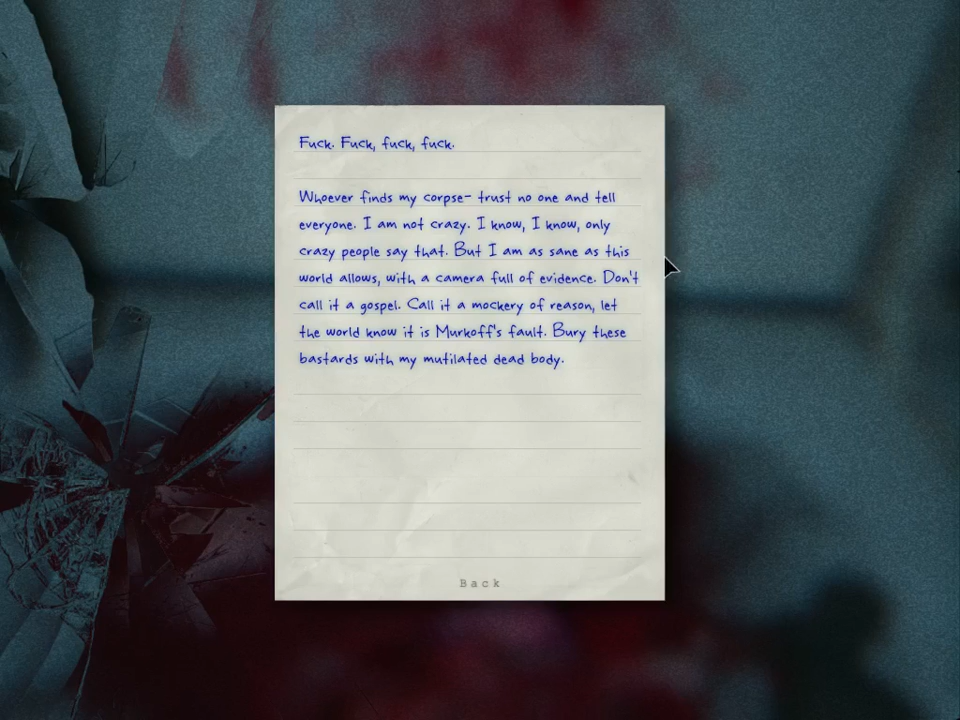 Fuck. Fuck, fuck, fuck.
Whoever finds my corpse- trust no one and tell
everyone. I am not crazy. I know, I know, only
crazy people say that. But I am as sane as this
world allows, with a camera full of evidence. Don't
call it a gospel. Call it a mockery of reason, let
the world know it is Murkoff's fault. Bury these
bastards with my mutilated dead body.
Back